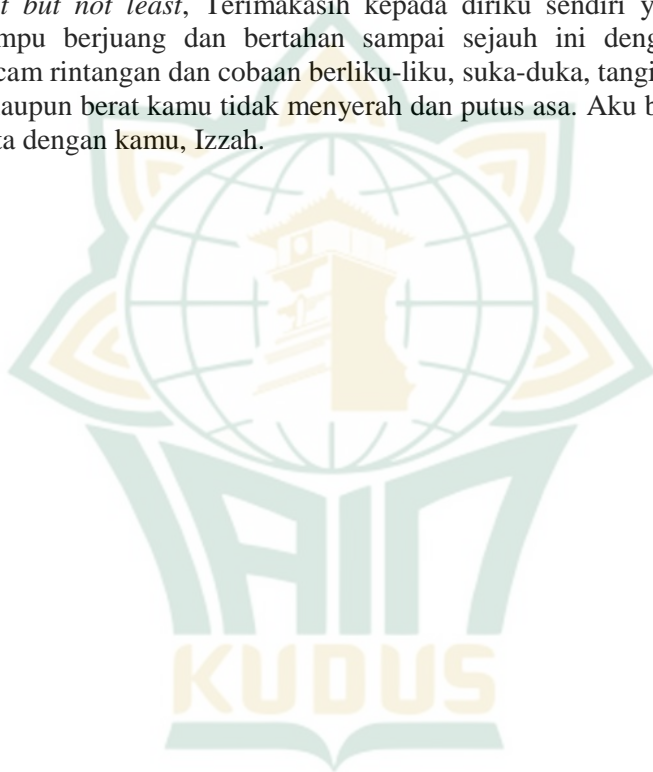 but not least, Terimakasih kepada diriku sendiri
berjuang dan bertahan sampai sejauh ini
rintangan dan cobaan berliku-liku, suka-duka,
berat kamu tidak menyerah dan putus asa. Aku
dengan kamu, Izzah.
IAIN
KUDUS